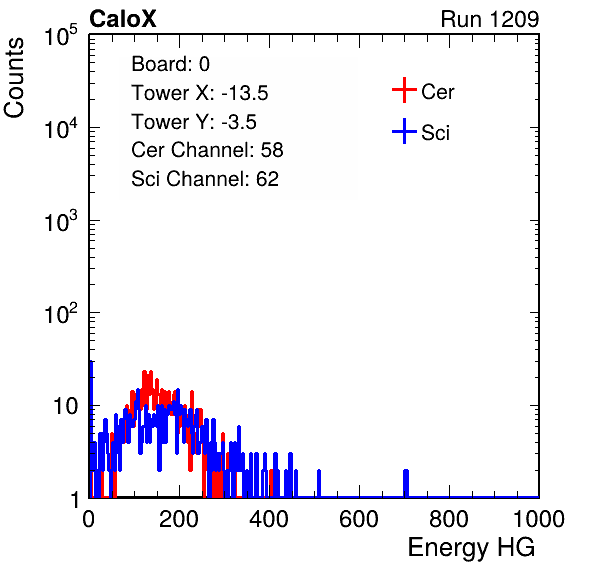 CaloX Run 1209
Counts
Board: 0
Tower X: -13.5
Tower Y: -3.5
Cer Channel: 58
Sci Channel: 62
Cer
Sci
10^5
10^4
10^3
10^2
10
1
0 200 400 600 800 1000
Energy HG